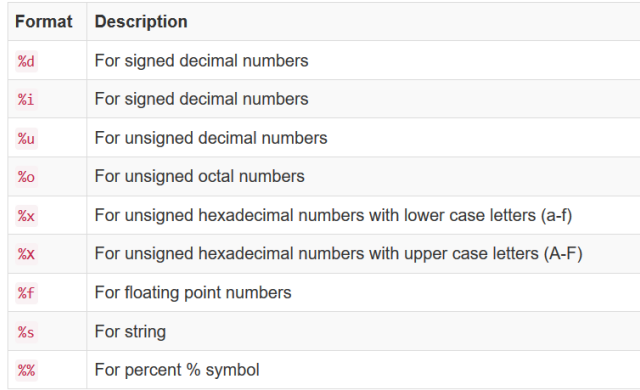 Format Description
%d For signed decimal numbers
%i For signed decimal numbers
%u For unsigned decimal numbers
%o For unsigned octal numbers
%x For unsigned hexadecimal numbers with lower case letters (a-f)
%X For unsigned hexadecimal numbers with upper case letters (A-F)
%f For floating point numbers
%s For string
%% For percent % symbol